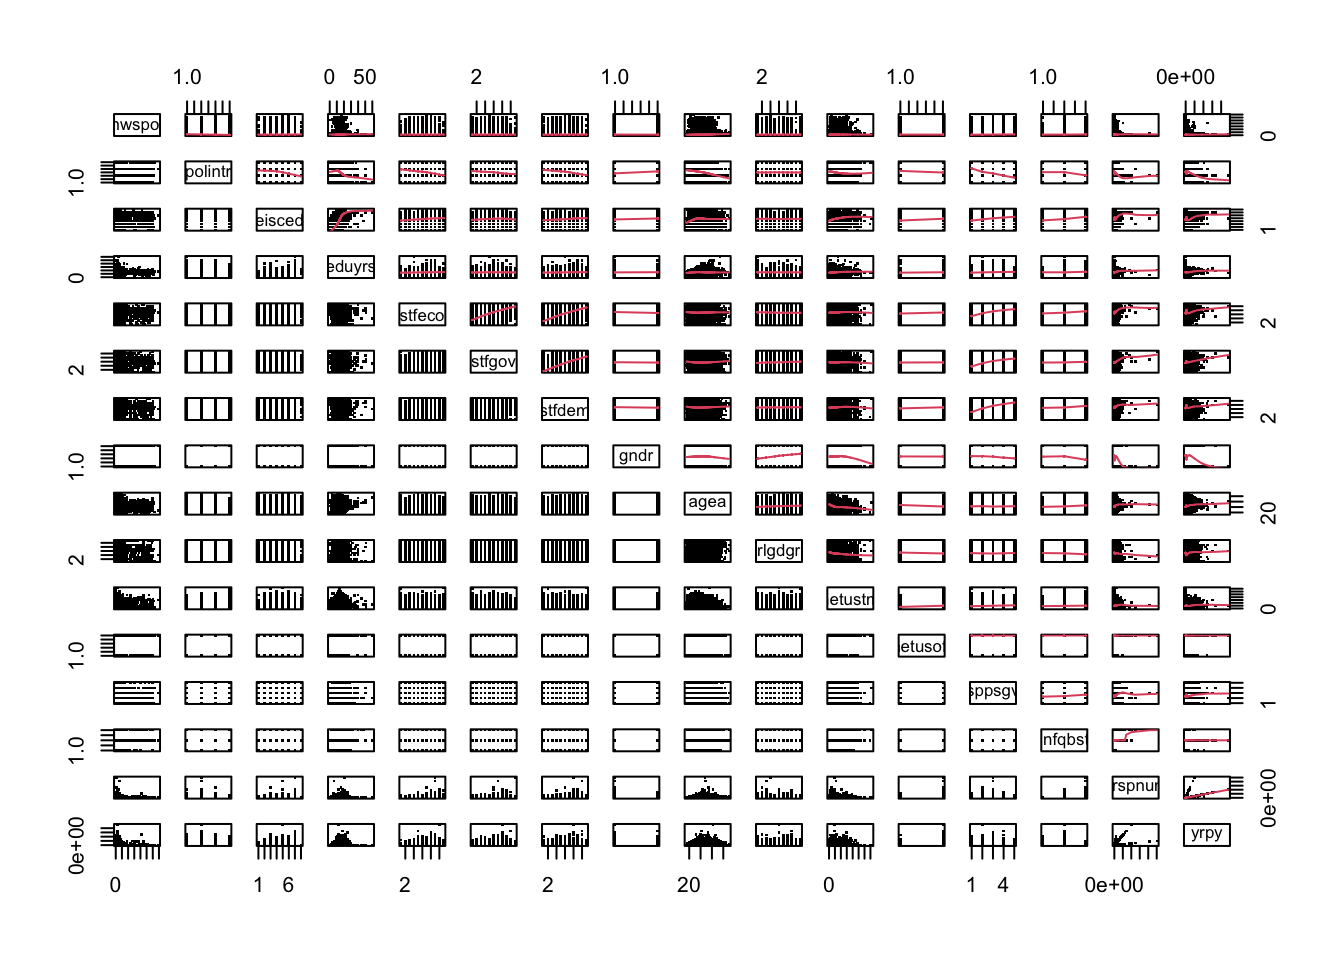 1.0 0 50 2 1.0 2 1.0 1.0 0e+00
nwspo 0
1.0 polintr
eisced 1
0 eduyrs
stfeco 2
2 stfgov
stfdem 2
1.0 gndr
agea 20
2 rlgdgr
etustr 0
1.0 etusof
sppsgv 1
1.0 nfqbst
rspnur 0e+00
0e+00 yrpy
0 1 6 2 2 20 0 1 4 0e+00